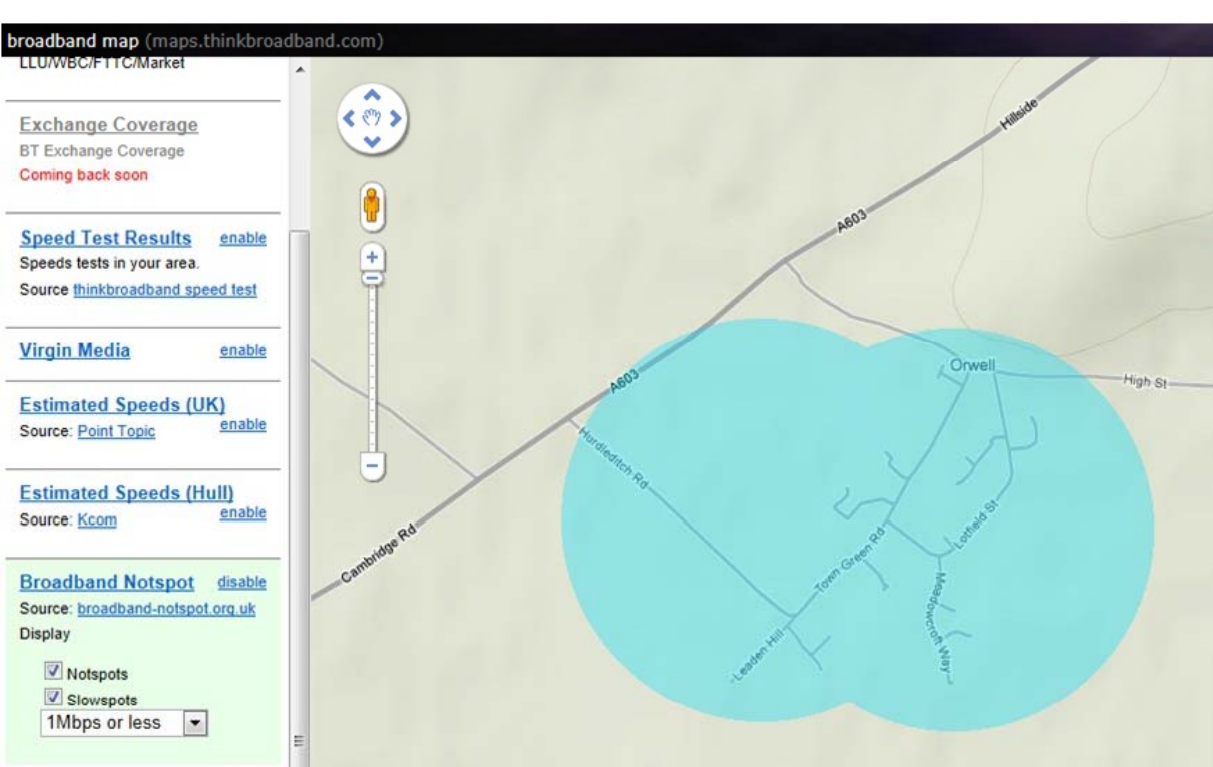 broadband map (maps.thinkbroadband.com)
LLU/WBC/FTTC/Market
Exchange Coverage
BT Exchange Coverage
Coming back soon
Speed Test Results enable
Speeds tests in your area.
Source thinkbroadband speed test
Virgin Media enable
Estimated Speeds (UK)
Source: Point Topic enable
Estimated Speeds (Hull)
Source: Kcom enable
Broadband Notspot disable
Source: broadband-notspot.org.uk
Display
Notspots
Slowspots
1Mbps or less
Hillside
A603
Orwell
High St
A603
Hurdleditch Rd
Cambridge Rd
Lotfield St
Town Green Rd
Meadowcroft Way
Leaden Hill